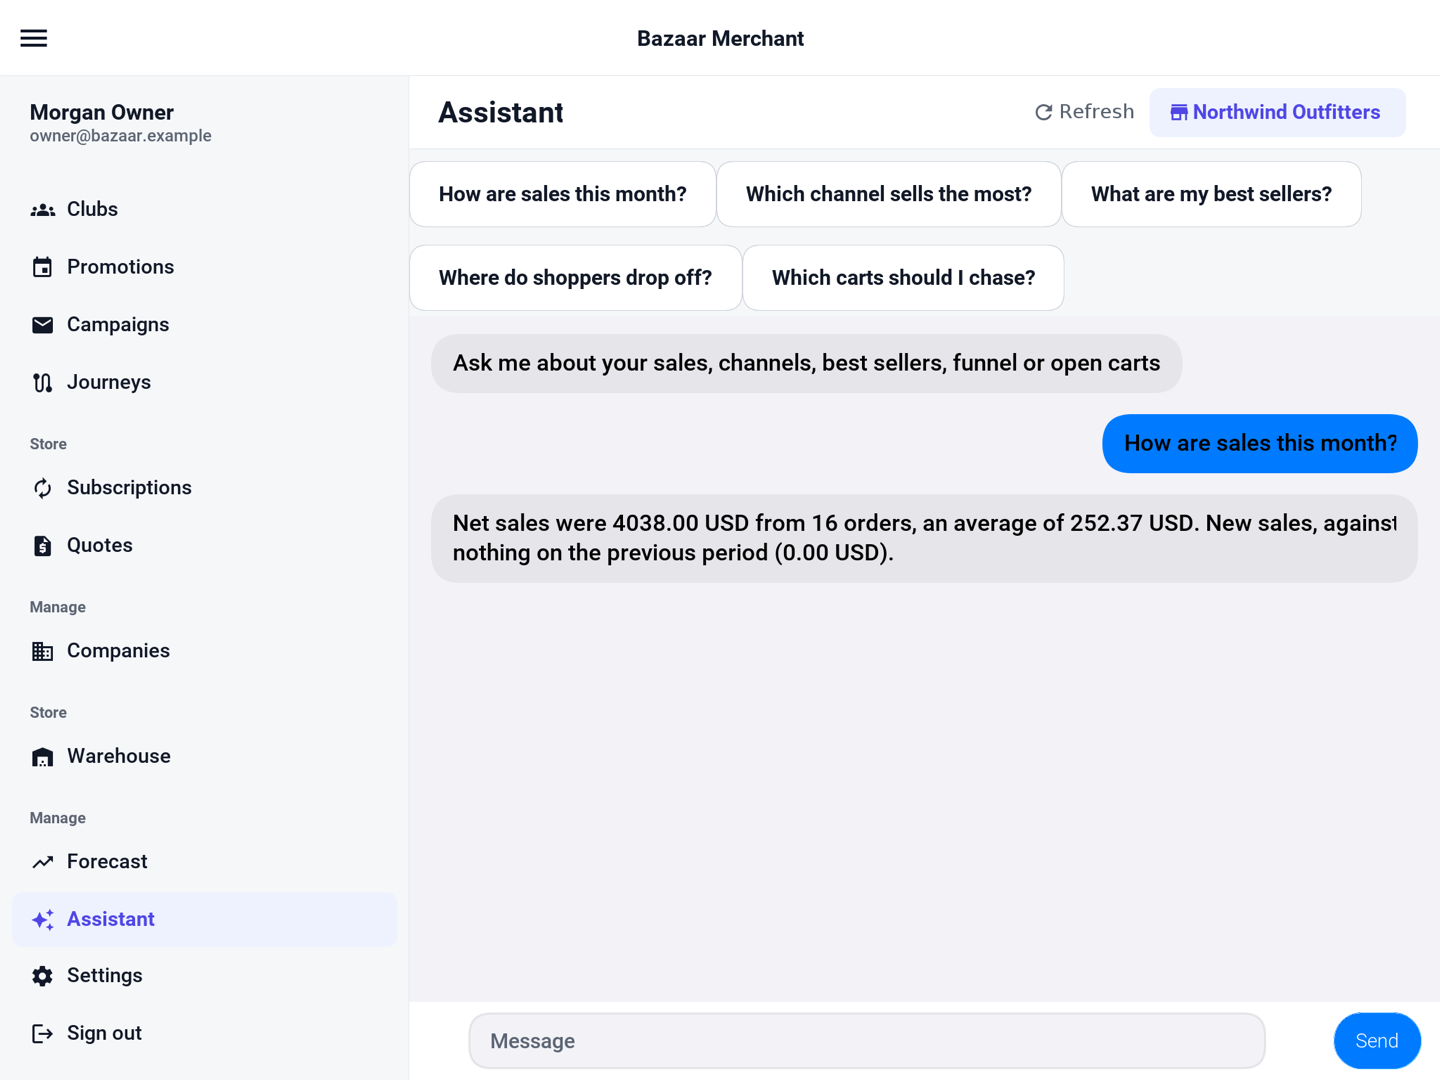 Bazaar Merchant
Morgan Owner
owner@bazaar.example
Clubs
Promotions
Campaigns
Journeys
Store
Subscriptions
Quotes
Manage
Companies
Store
Warehouse
Manage
Forecast
Assistant
Settings
Sign out
Assistant
Refresh
Northwind Outfitters
How are sales this month?
Which channel sells the most?
What are my best sellers?
Where do shoppers drop off?
Which carts should I chase?
Ask me about your sales, channels, best sellers, funnel or open carts
How are sales this month?
Net sales were 4038.00 USD from 16 orders, an average of 252.37 USD. New sales, against
nothing on the previous period (0.00 USD).
Message
Send